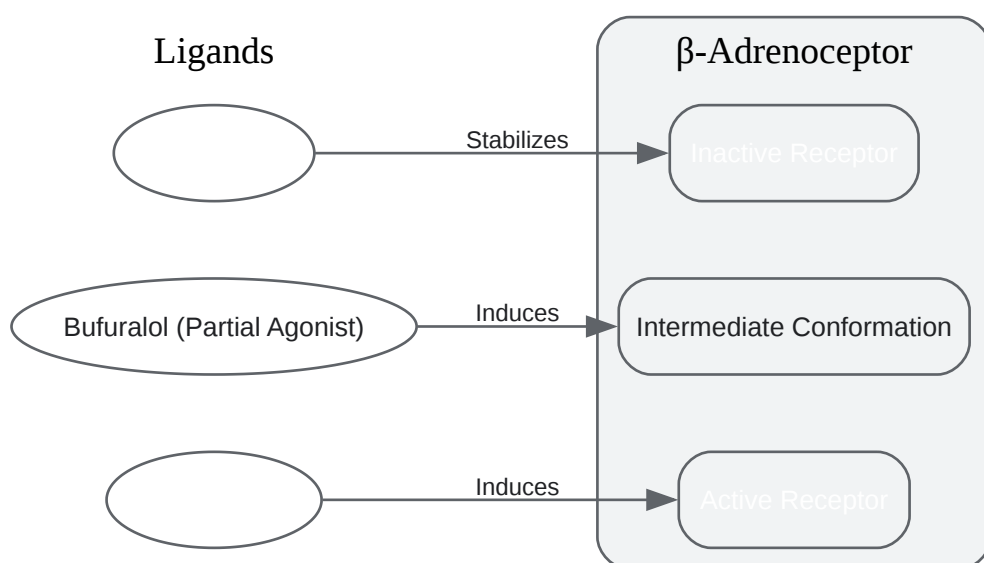 Ligands
β-Adrenoceptor
Stabilizes
Inactive Receptor
Bufuralol (Partial Agonist)
Induces
Intermediate Conformation
Induces
Active Receptor